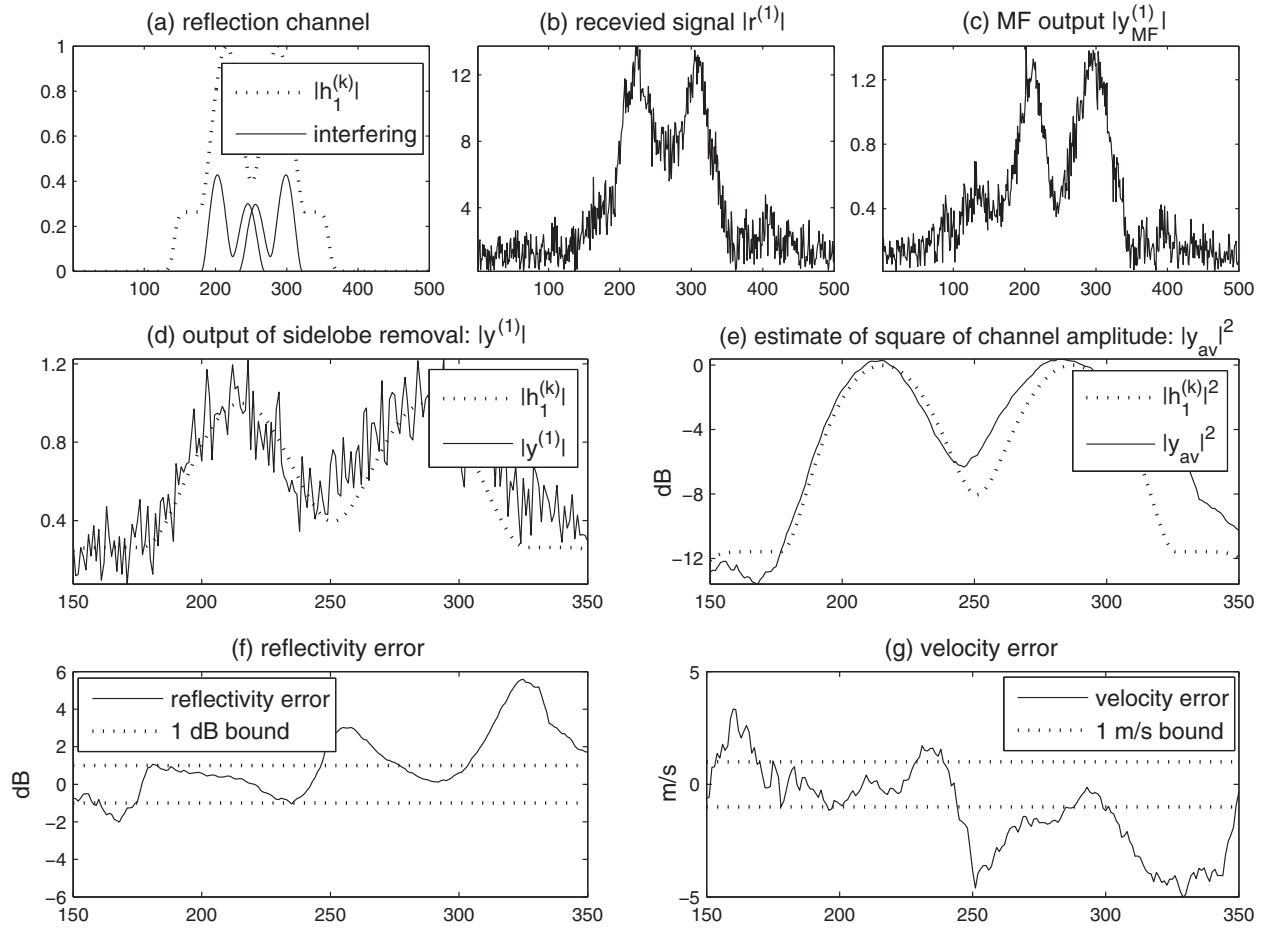 (a) reflection channel
1
0.8
0.6
0.4
0.2
0
100 200 300 400 500
|h₁⁽ᵏ⁾|
interfering
(b) recevied signal |r⁽¹⁾|
12
8
4
100 200 300 400 500
(c) MF output |y_MF⁽¹⁾|
1.2
0.8
0.4
100 200 300 400 500
(d) output of sidelobe removal: |y⁽¹⁾|
1.2
0.8
0.4
150 200 250 300 350
|h₁⁽ᵏ⁾|
|y⁽¹⁾|
(e) estimate of square of channel amplitude: |y_av|²
dB
0
−4
−8
−12
150 200 250 300 350
|h₁⁽ᵏ⁾|²
|y_av|²
(f) reflectivity error
dB
6
4
2
0
−2
−4
−6
150 200 250 300 350
reflectivity error
1 dB bound
(g) velocity error
m/s
5
0
−5
150 200 250 300 350
velocity error
1 m/s bound